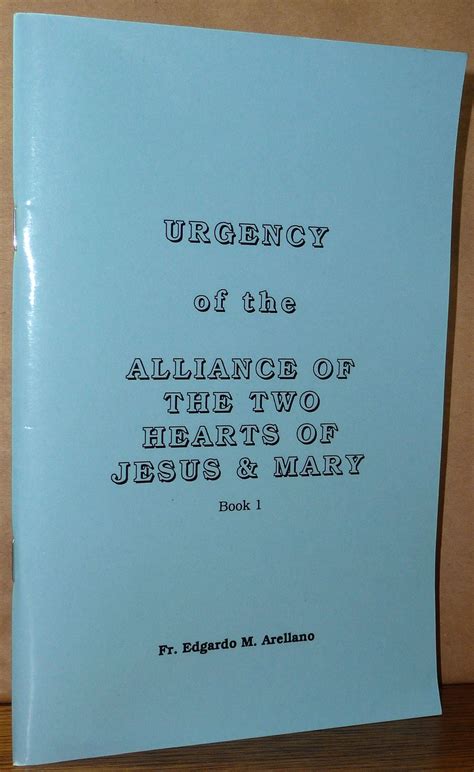 URGENCY
of the
ALLIANCE OF
THE TWO
HEARTS OF
JESUS & MARY
Book 1
Fr. Edgardo M. Arellano